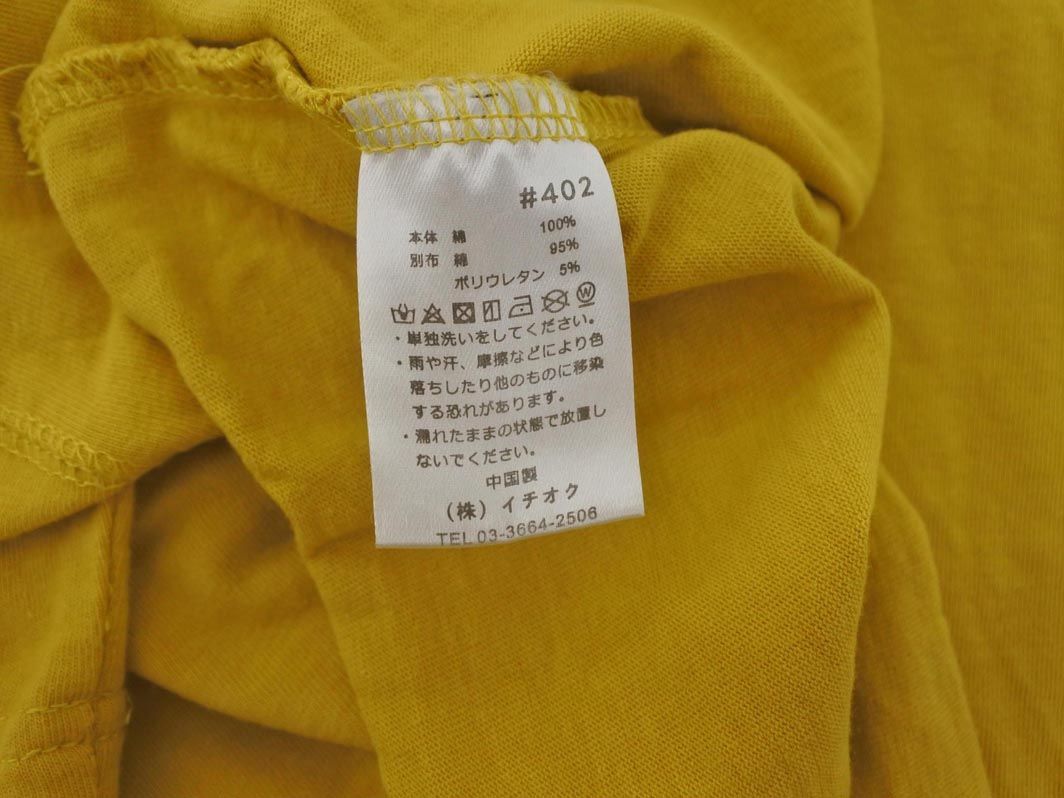 #402
本体 綿 100%
別布 綿 95%
ポリウレタン 5%
W
・単独洗いをしてください。
・雨や汗、摩擦などにより色
落ちしたり他のものに移染
する恐れがあります。
・濡れたままの状態で放置し
ないでください。
中国製
(株) イチオク
TEL 03-3664-2506